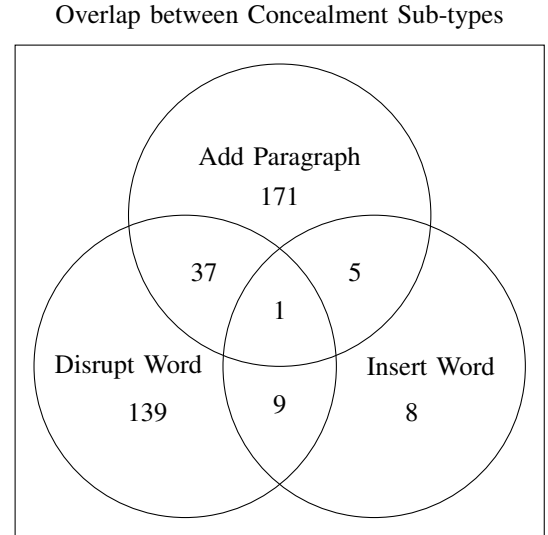 Overlap between Concealment Sub-types
Add Paragraph
171
37
5
1
Disrupt Word
Insert Word
139
9
8